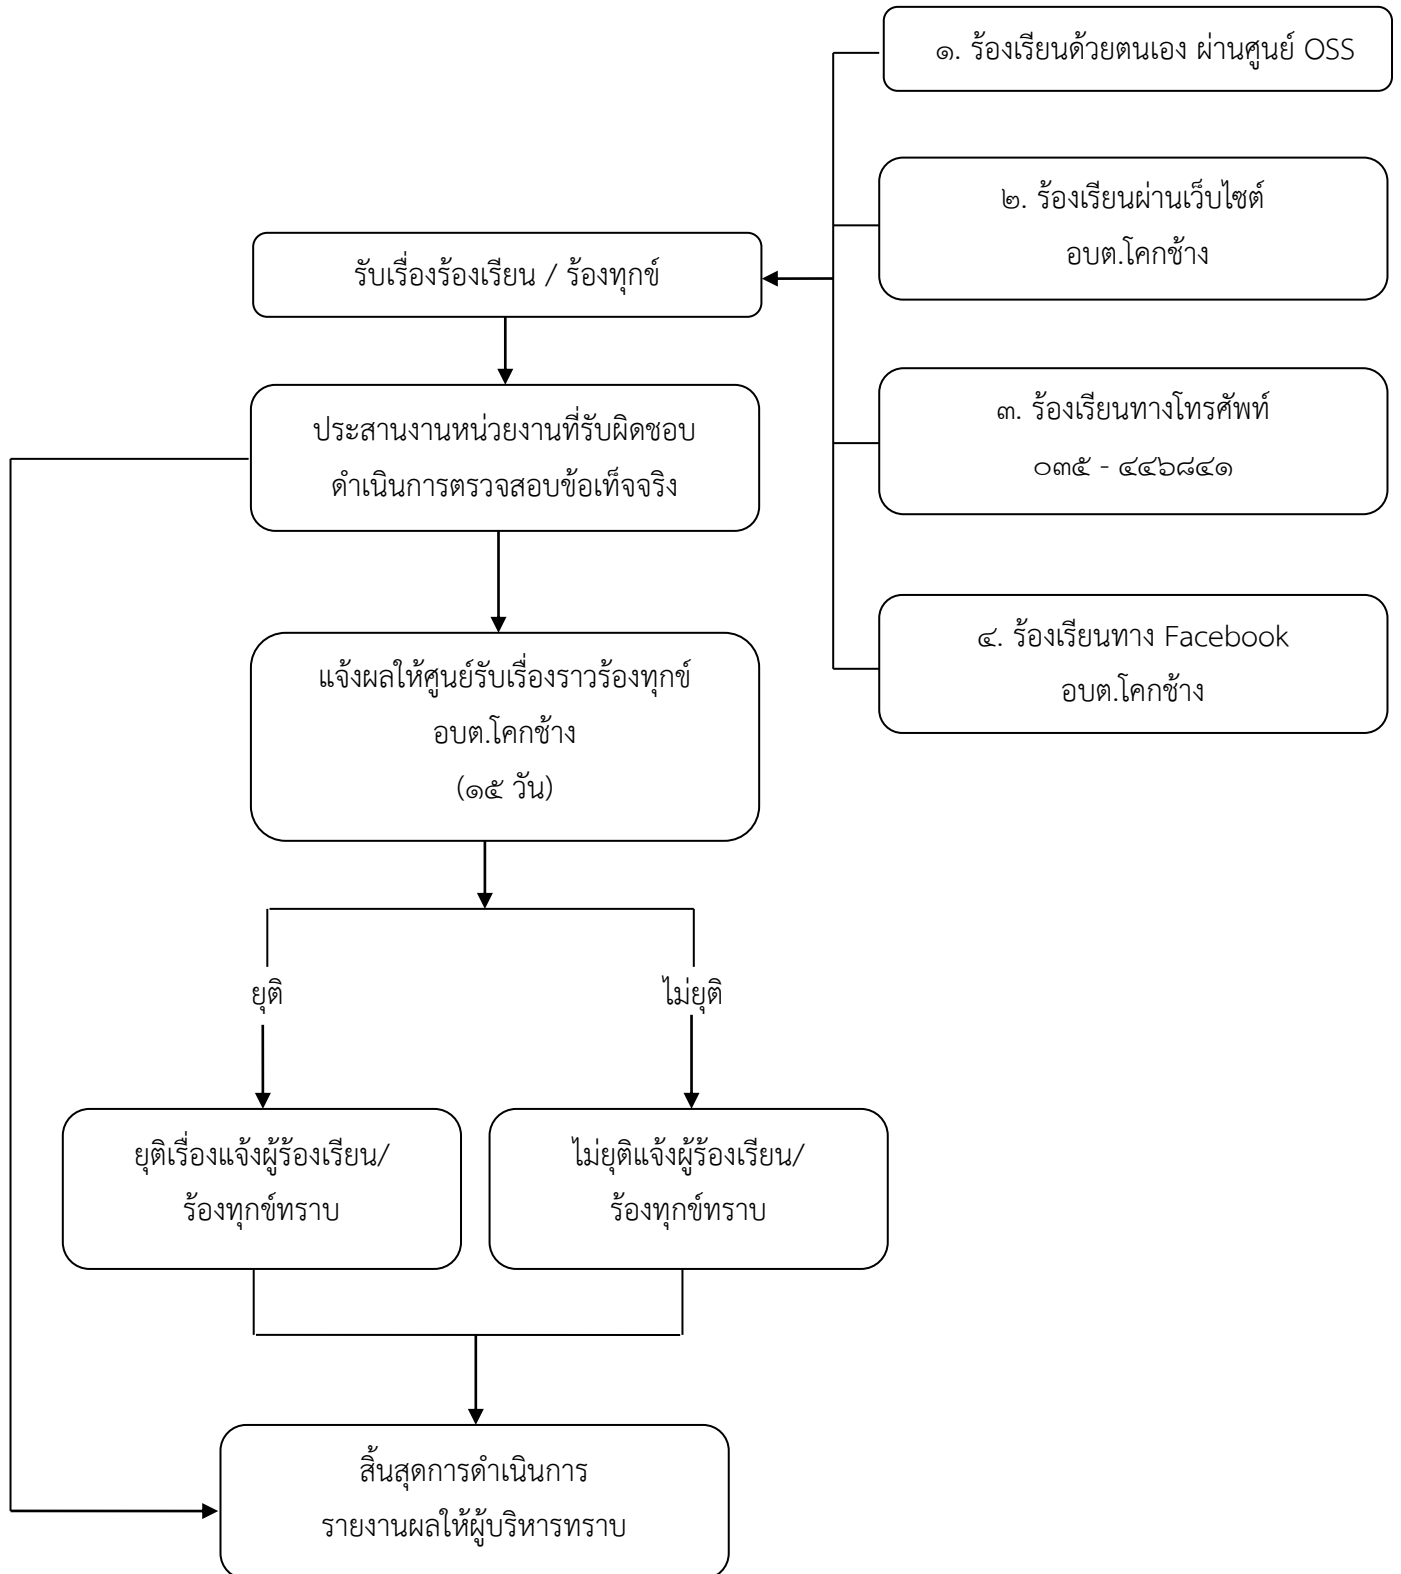 ๑. ร้องเรียนด้วยตนเอง ผ่านศูนย์ OSS
๒. ร้องเรียนผ่านเว็บไซต์
อบต.โคกช้าง
รับเรื่องร้องเรียน / ร้องทุกข์
๓. ร้องเรียนทางโทรศัพท์
๐๓๕ - ๔๔๖๘๔๑
ประสานงานหน่วยงานที่รับผิดชอบ
ดำเนินการตรวจสอบข้อเท็จจริง
๔. ร้องเรียนทาง Facebook
อบต.โคกช้าง
แจ้งผลให้ศูนย์รับเรื่องราวร้องทุกข์
อบต.โคกช้าง
(๑๕ วัน)
ยุติ
ไม่ยุติ
ยุติเรื่องแจ้งผู้ร้องเรียน/
ร้องทุกข์ทราบ
ไม่ยุติแจ้งผู้ร้องเรียน/
ร้องทุกข์ทราบ
สิ้นสุดการดำเนินการ
รายงานผลให้ผู้บริหารทราบ